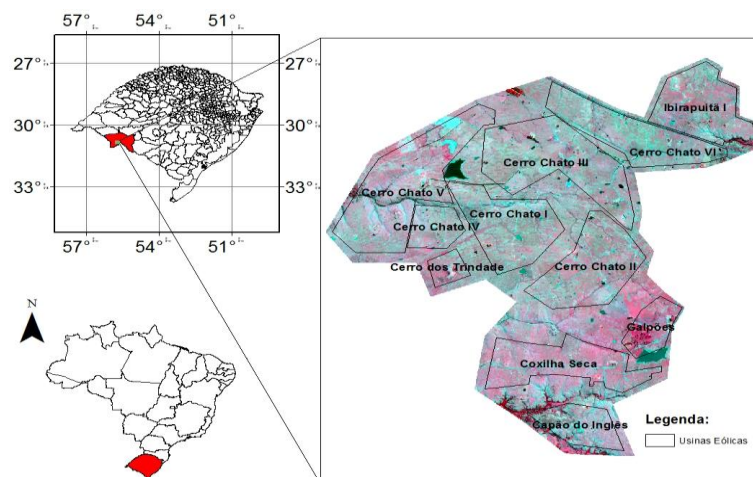 57° 54° 51°
27° 27°
30° 30°
33° 33°
57° 54° 51°
N
Ibirapuitã I
Cerro Chato VI
Cerro Chato III
Cerro Chato V
Cerro Chato I
Cerro Chato IV
Cerro dos Trindade
Cerro Chato II
Galpões
Coxilha Seca
Capão do Inglês
Legenda:
Usinas Eólicas